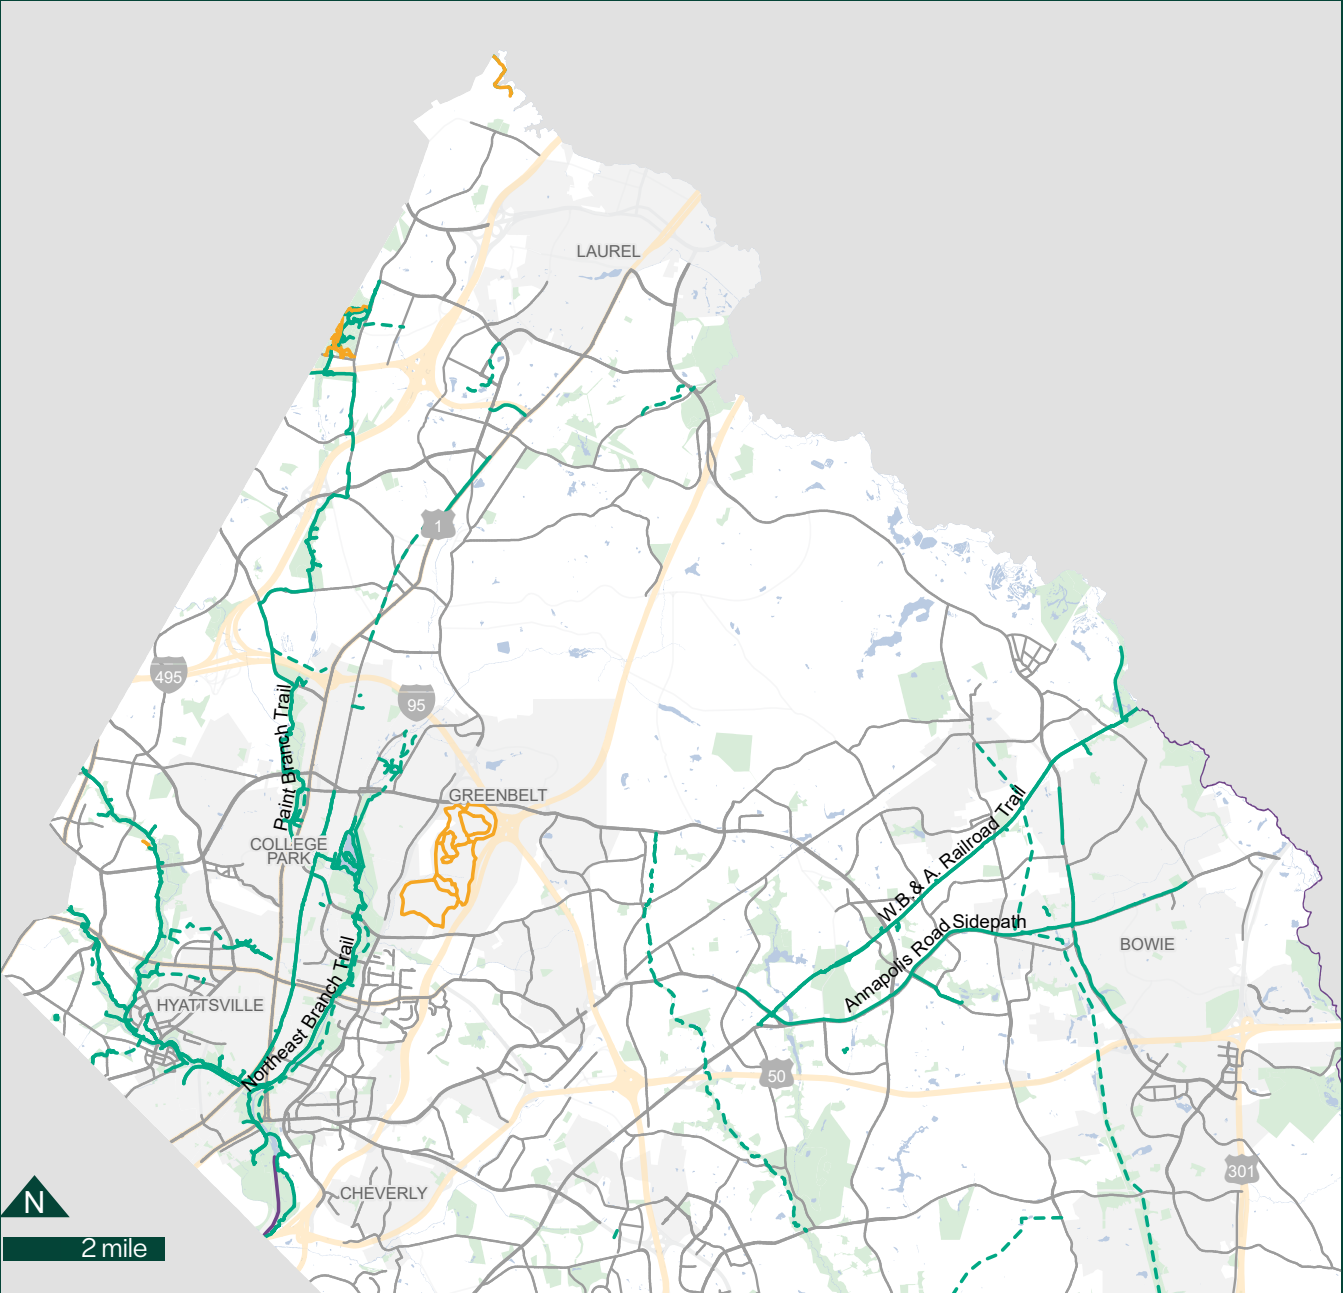 LAUREL
1
495
95
Paint Branch Trail
GREENBELT
COLLEGE
PARK
W.B.& A. Railroad Trail
Annapolis Road Sidepath
BOWIE
Northeast Branch Trail
HYATTSVILLE
50
301
CHEVERLY
N
2 mile